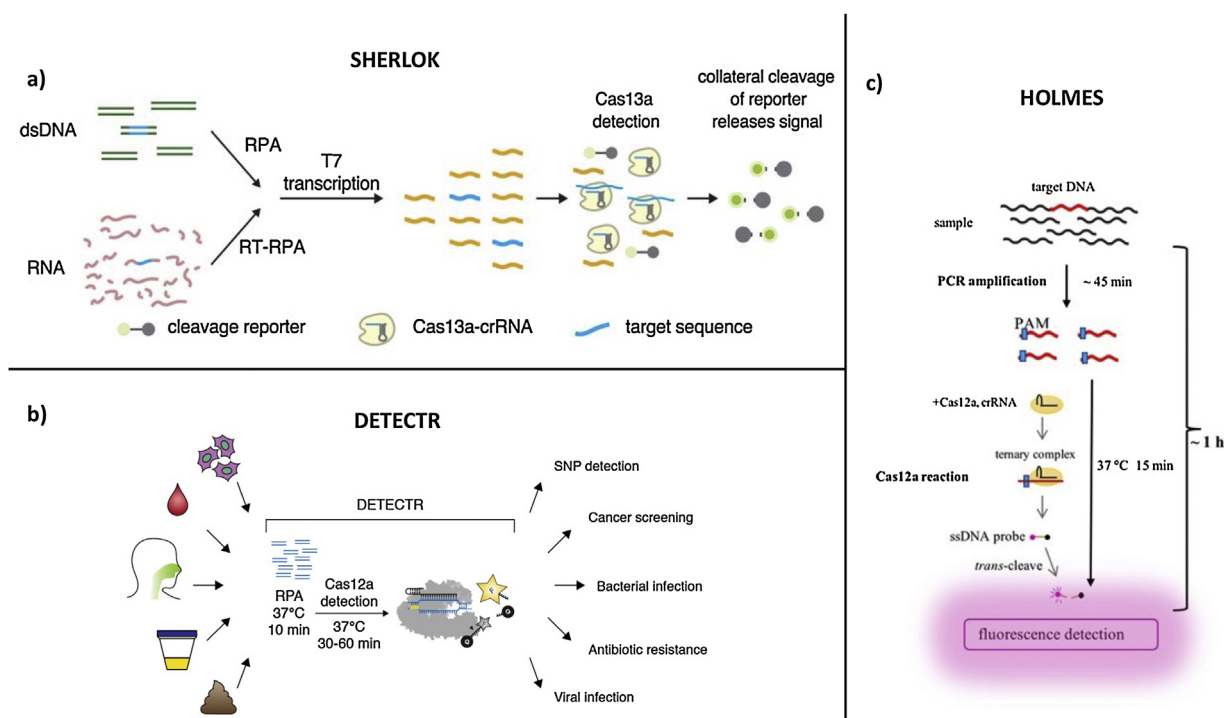 a)
SHERLOK
dsDNA
RPA
RNA
RT-RPA
T7
transcription
Cas13a
detection
collateral cleavage
of reporter
releases signal
cleavage reporter
Cas13a-crRNA
target sequence
b)
DETECTR
DETECTR
RPA
37°C
10 min
Cas12a
detection
37°C
30-60 min
F
Q
Q
SNP detection
Cancer screening
Bacterial infection
Antibiotic resistance
Viral infection
c)
HOLMES
target DNA
sample
PCR amplification
~ 45 min
PAM
+Cas12a, crRNA
ternary complex
Cas12a reaction
37 °C 15 min
~ 1 h
ssDNA probe
trans-cleave
fluorescence detection